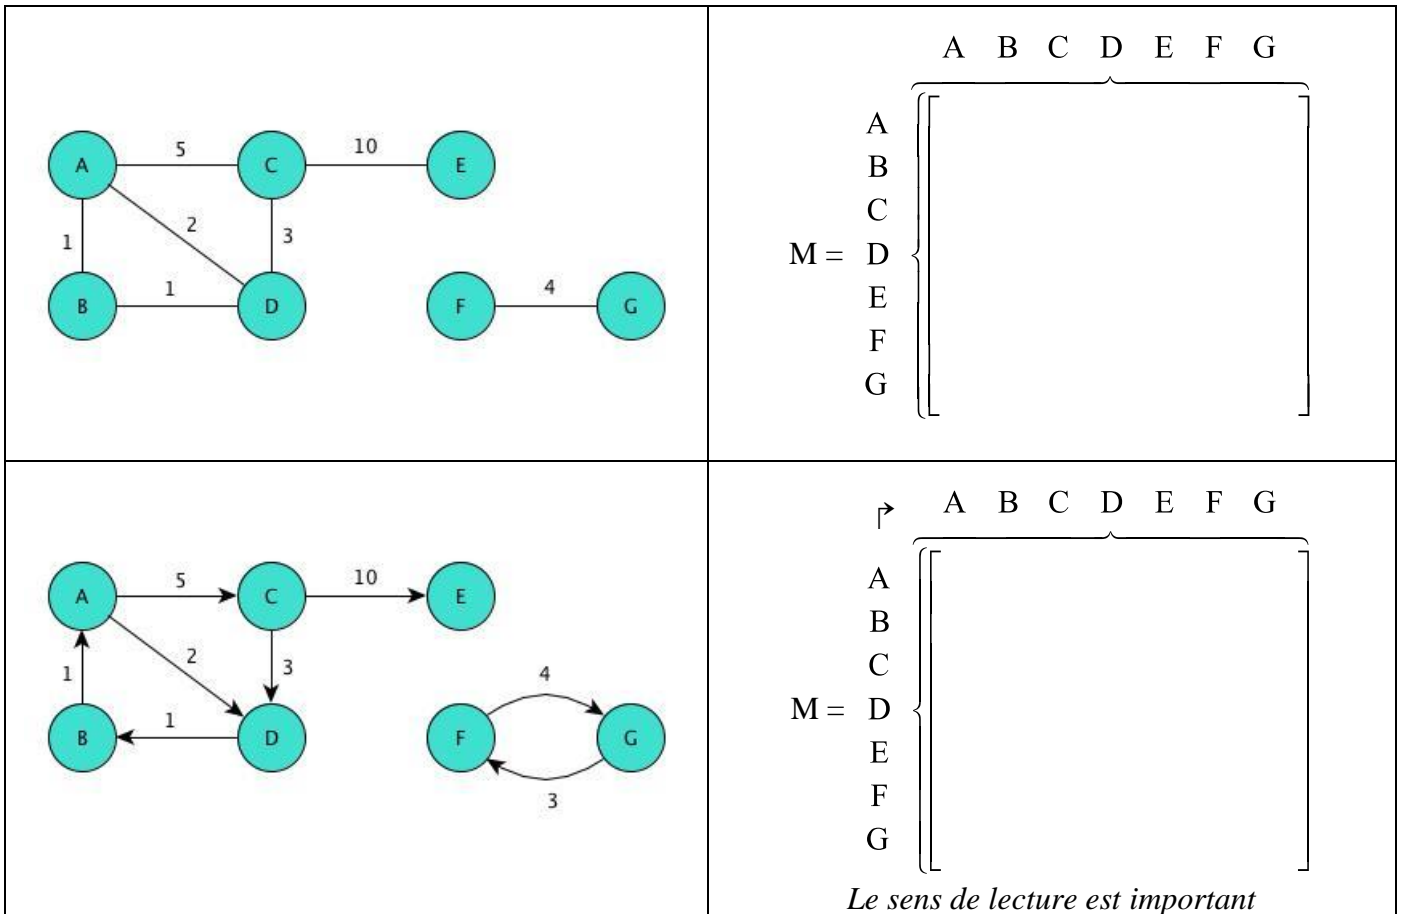 A B C D E F G
A
B
C
M = D
E
F
G
A 5 C 10 E
1 2 3
B 1 D F 4 G
A B C D E F G
A
B
C
M = D
E
F
G
A 5 C 10 E
1 2 3 4
B 1 D F G
3
Le sens de lecture est important